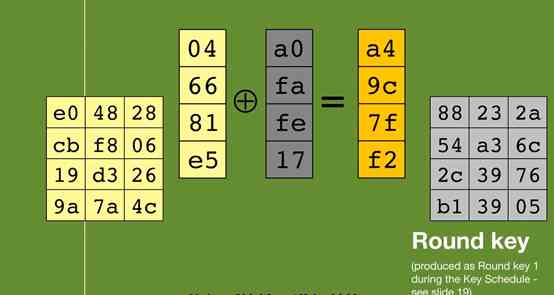 04 a0 a4
66 fa 9c
⊕ =
81 fe 7f
e5 17 f2
e0 48 28
cb f8 06
19 d3 26
9a 7a 4c
88 23 2a
54 a3 6c
2c 39 76
b1 39 05
Round key
(produced as Round key 1
during the Key Schedule -
see slide 19)